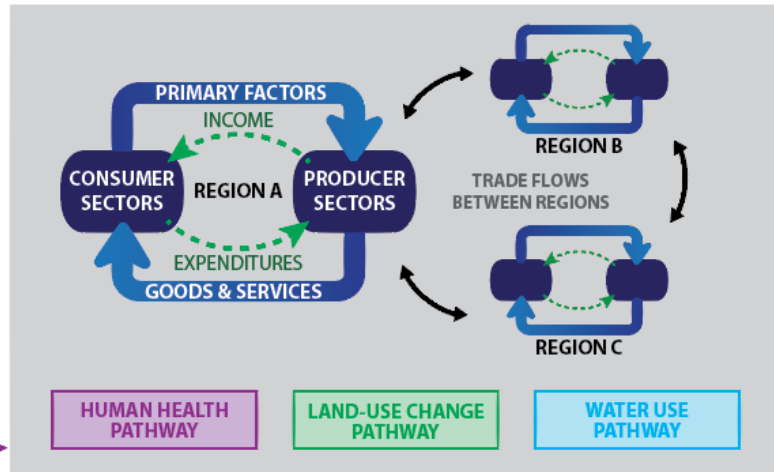 PRIMARY FACTORS
INCOME
CONSUMER
SECTORS
REGION A
PRODUCER
SECTORS
EXPENDITURES
GOODS & SERVICES
REGION B
TRADE FLOWS
BETWEEN REGIONS
REGION C
HUMAN HEALTH
PATHWAY
LAND-USE CHANGE
PATHWAY
WATER USE
PATHWAY